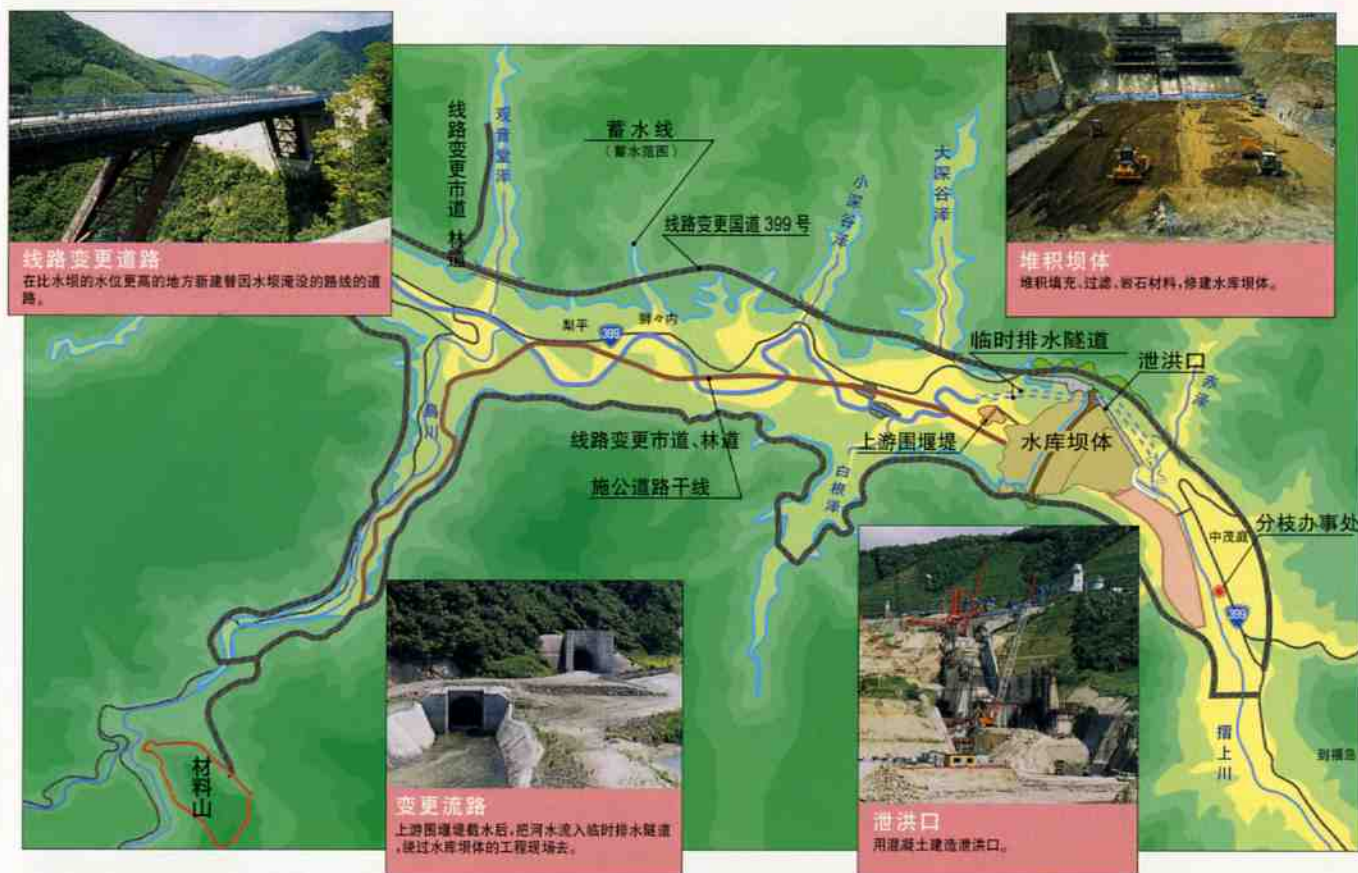 线路变更道路
在比水坝的水位更高的地方新建替因水坝淹没的路线的道
路。
堆积坝体
堆积填充、过滤、岩石材料,修建水库坝体。
线路变更市道 林道
观音堂泽
蓄水线
(蓄水范围)
线路变更国道 399 号
小深谷泽
大深谷泽
梨平
399
临时排水隧道
泄洪口
线路变更市道、林道
施公道路干线
白根泽
上游围堰堤
水库坝体
分枝办事处
中茂庭
399
摺上川
到福岛
材料山
变更流路
上游围堰堤截水后,把河水流入临时排水隧道
,绕过水库坝体的工程现场去。
泄洪口
用混凝土建造泄洪口。